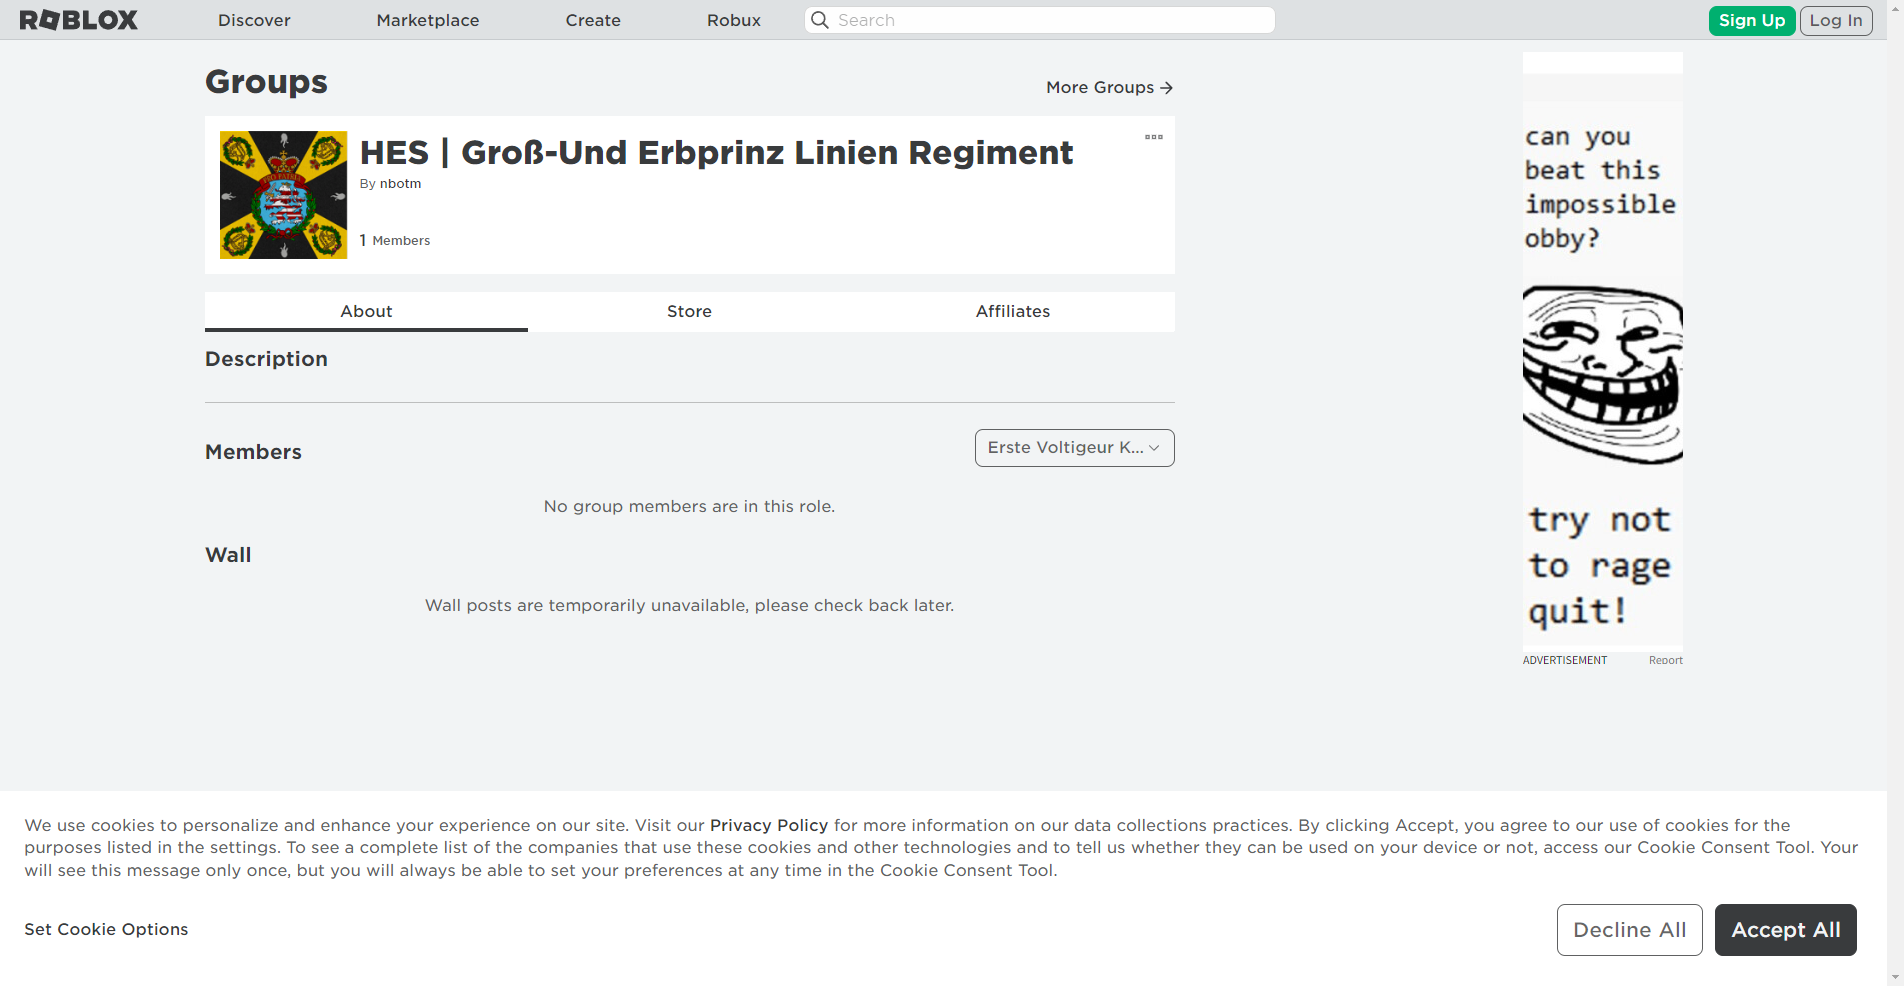 ROBLOX
Discover
Marketplace
Create
Robux
Search
Sign Up
Log In
Groups
More Groups
HES | Groß-Und Erbprinz Linien Regiment
By nbotm
1 Members
About
Store
Affiliates
Description
Members
Erste Voltigeur K...
No group members are in this role.
Wall
Wall posts are temporarily unavailable, please check back later.
can you
beat this
impossible
obby?
try not
to rage
quit!
ADVERTISEMENT
Report
We use cookies to personalize and enhance your experience on our site. Visit our Privacy Policy for more information on our data collections practices. By clicking Accept, you agree to our use of cookies for the
purposes listed in the settings. To see a complete list of the companies that use these cookies and other technologies and to tell us whether they can be used on your device or not, access our Cookie Consent Tool. Your
will see this message only once, but you will always be able to set your preferences at any time in the Cookie Consent Tool.
Set Cookie Options
Decline All
Accept All